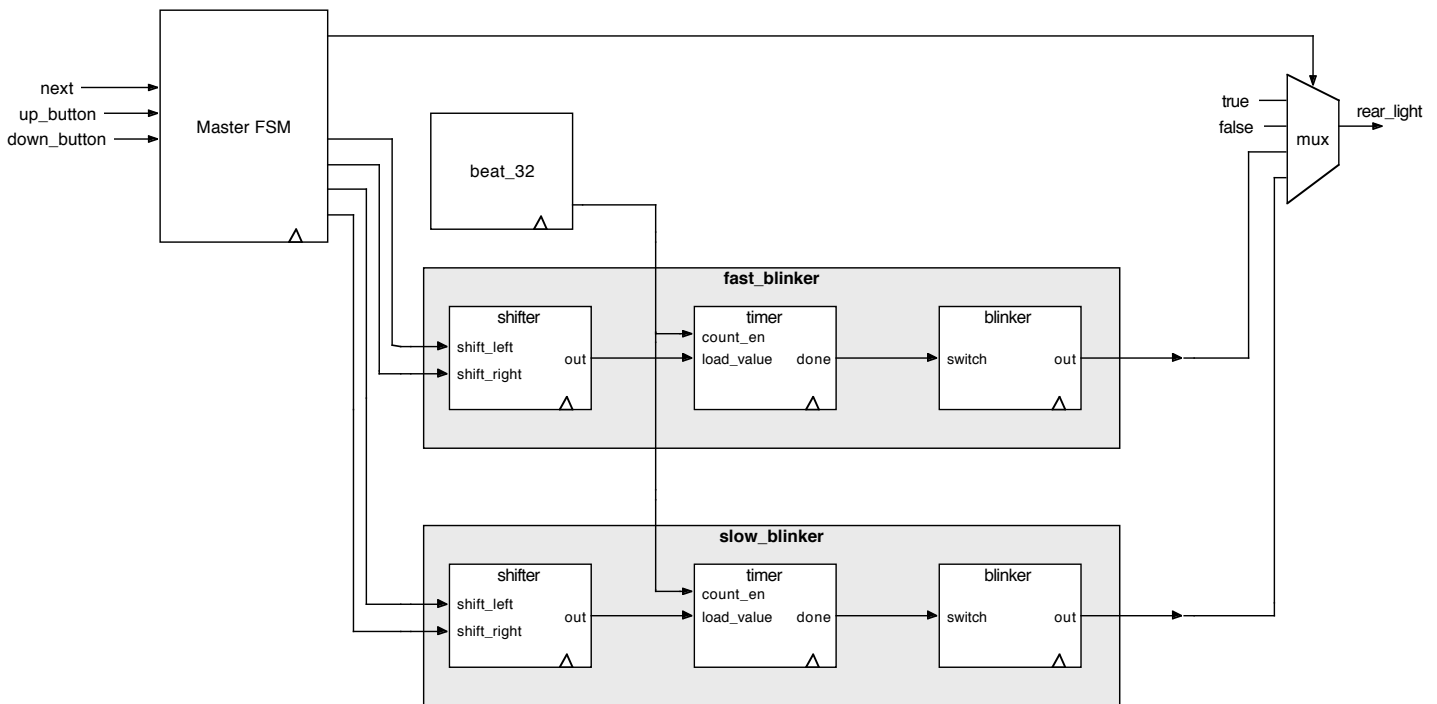 next
up_button
down_button
Master FSM
beat_32
true
false
mux
rear_light
fast_blinker
shifter
shift_left
shift_right
out
timer
count_en
load_value
done
blinker
switch
out
slow_blinker
shifter
shift_left
shift_right
out
timer
count_en
load_value
done
blinker
switch
out